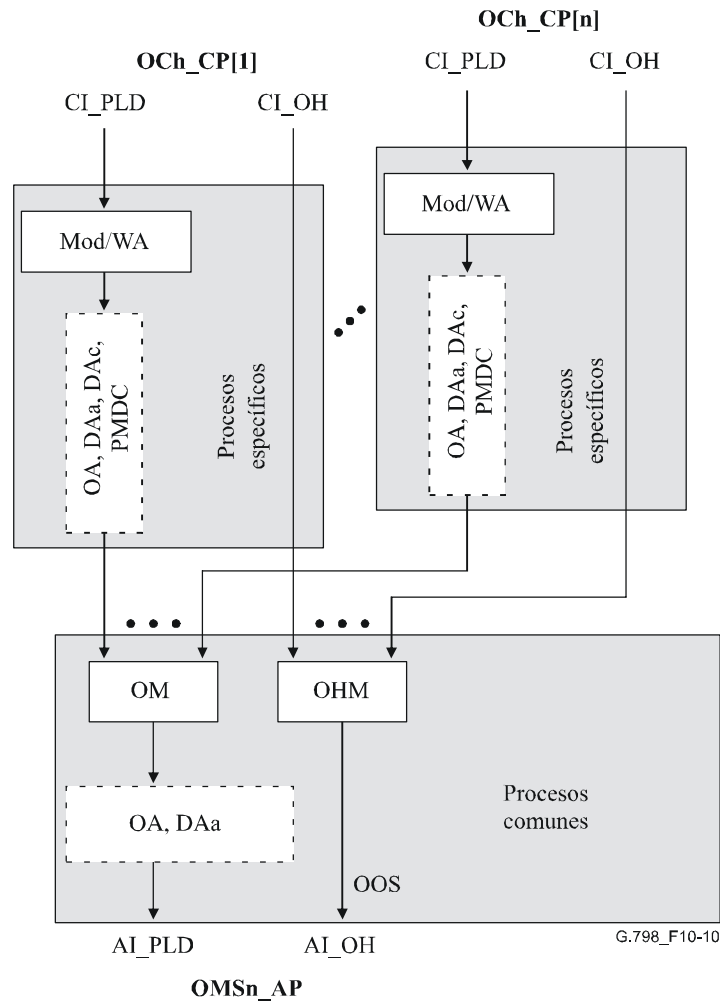 OCh_CP[n]
OCh_CP[1]
CI_PLD
CI_OH
CI_PLD
CI_OH
Mod/WA
Mod/WA
OA, DAa, DAc,
PMDC
Procesos
específicos
OA, DAa, DAc,
PMDC
Procesos
específicos
OM
OHM
OA, DAa
Procesos
comunes
OOS
AI_PLD
AI_OH
G.798_F10-10
OMSn_AP